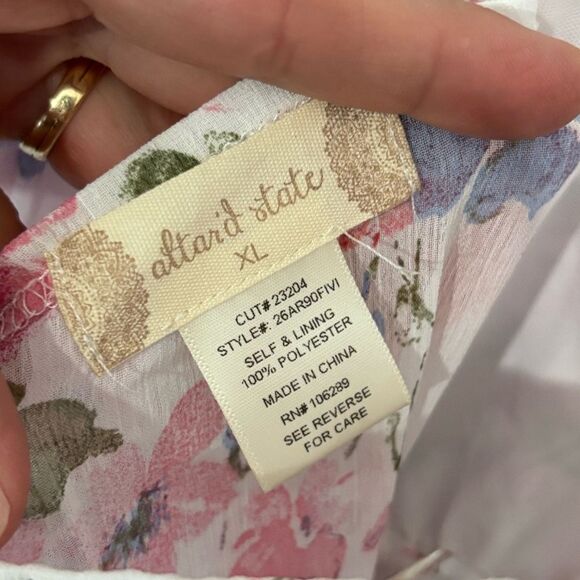 altar'd state
XL
CUT# 23204
STYLE#: 26AR90FIVI
SELF & LINING
100% POLYESTER
MADE IN CHINA
RN# 106289
SEE REVERSE
FOR CARE